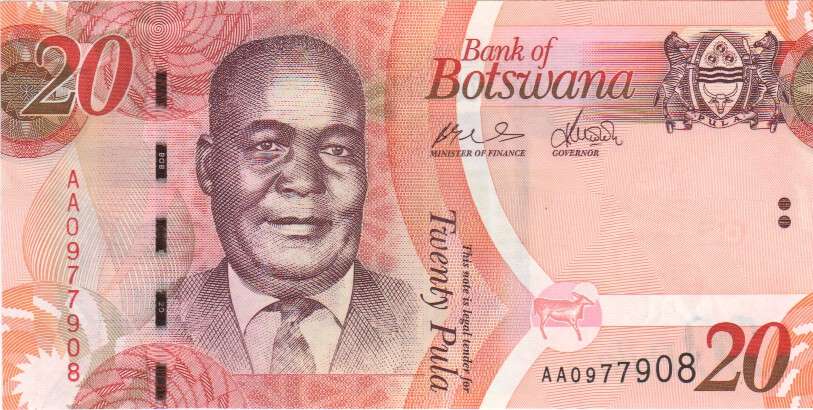 20
Bank of
Botswana
PULA
MINISTER OF FINANCE
GOVERNOR
AA0977908
BOB
20
This note is legal tender for
Twenty Pula
AA0977908
20